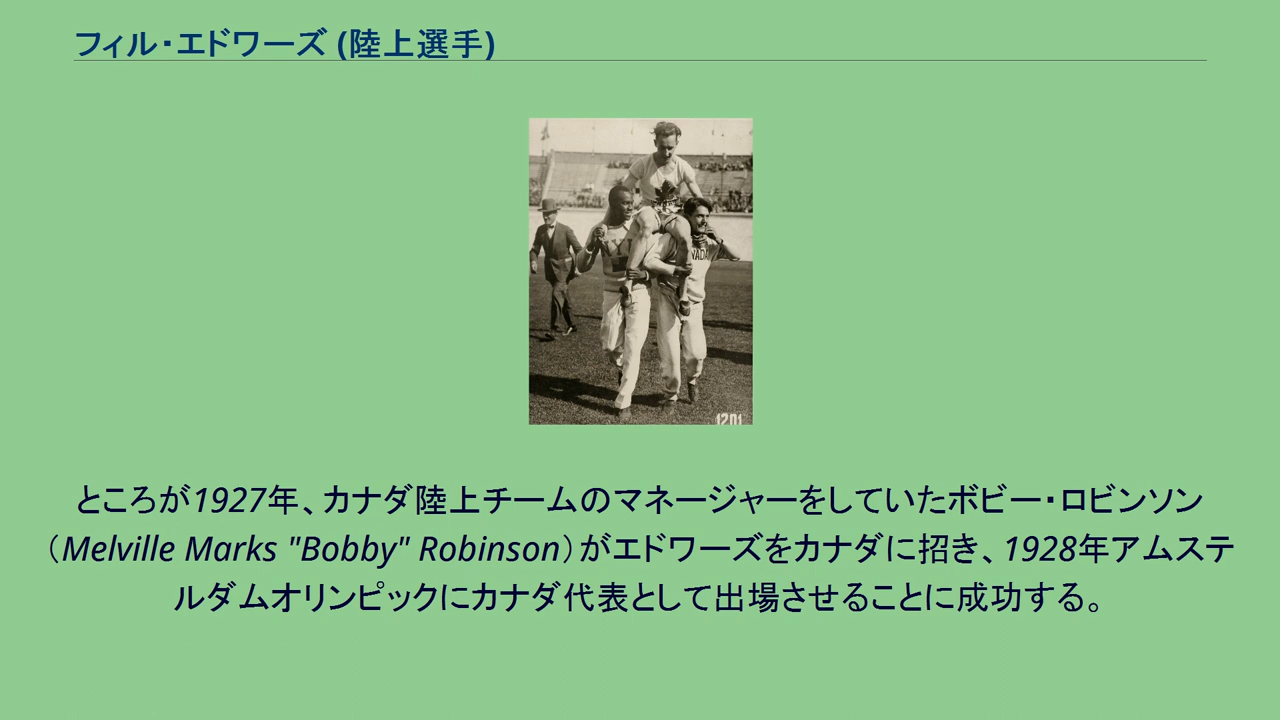 フィル・エドワーズ (陸上選手)
NADA
1201
ところが1927年、カナダ陸上チームのマネージャーをしていたボビー・ロビンソン
（Melville Marks "Bobby" Robinson）がエドワーズをカナダに招き、1928年アムステ
ルダムオリンピックにカナダ代表として出場させることに成功する。